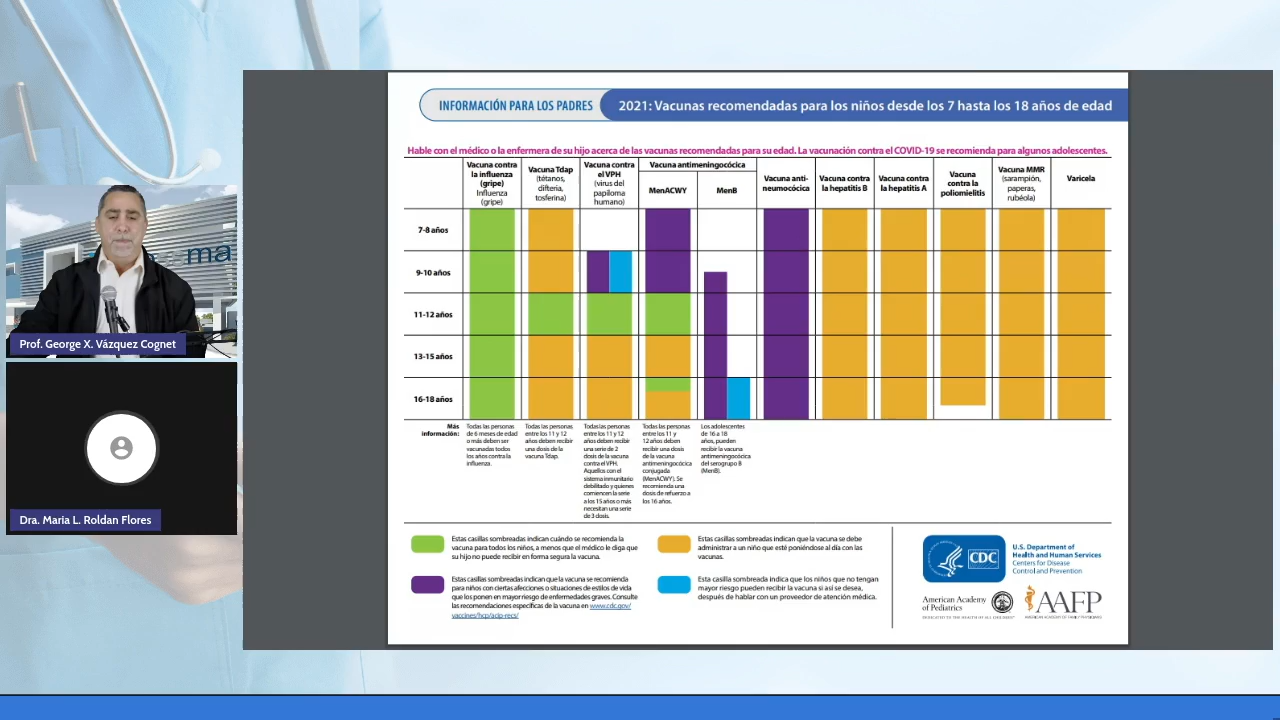 INFORMACIÓN PARA LOS PADRES
2021: Vacunas recomendadas para los niños desde los 7 hasta los 18 años de edad
Hable con el médico o la enfermera de su hijo acerca de las vacunas recomendadas para su edad. La vacunación contra el COVID-19 se recomienda para algunos adolescentes.
Vacuna contra
la influenza
(gripe)
Influenza
(gripe)
Vacuna Tdap
(tétanos,
difteria,
tosferina)
Vacuna contra
el VPH
(virus del
papiloma
humano)
Vacuna antimeningocócica
MenACWY
MenB
Vacuna anti-
neumocócica
Vacuna contra
la hepatitis B
Vacuna contra
la hepatitis A
Vacuna
contra la
poliomielitis
Vacuna MMR
(sarampión,
paperas,
rubéola)
Varicela
7-8 años
9-10 años
11-12 años
13-15 años
16-18 años
Más
información:
Todas las personas
de 6 meses de edad
o más deben ser
vacunadas todos
los años contra la
influenza.
Todas las personas
entre los 11 y 12
años deben recibir
una dosis de la
vacuna Tdap.
Todas las personas
entre los 11 y 12
años deben recibir
una serie de 2
dosis de la vacuna
contra el VPH.
Aquellos con el
sistema inmunitario
debilitado y quienes
comiencen la serie
a los 15 años o más
necesitan una serie
de 3 dosis.
Todas las personas
entre los 11 y
12 años deben
recibir una dosis
de la vacuna
antimeningocócica
conjugada
(MenACWY). Se
recomienda una
dosis de refuerzo a
los 16 años.
Los adolescentes
de 16 a 18
años, pueden
recibir la vacuna
antimeningocócica
del serogrupo B
(MenB).
Estas casillas sombreadas indican cuándo se recomienda la
vacuna para todos los niños, a menos que el médico le diga que
su hijo no puede recibir en forma segura la vacuna.
Estas casillas sombreadas indican que la vacuna se recomienda
para niños con ciertas afecciones o situaciones de estilos de vida
que los ponen en mayor riesgo de enfermedades graves. Consulte
las recomendaciones específicas de la vacuna en www.cdc.gov/
vaccines/hcp/acip-recs/
Estas casillas sombreadas indican que la vacuna se debe
administrar a un niño que esté poniéndose al día con las
vacunas.
Esta casilla sombreada indica que los niños que no tengan
mayor riesgo pueden recibir la vacuna si así se desea,
después de hablar con un proveedor de atención médica.
CDC
U.S. Department of
Health and Human Services
Centers for Disease
Control and Prevention
American Academy
of Pediatrics
DEDICATED TO THE HEALTH OF ALL CHILDREN™
AAFP
AMERICAN ACADEMY OF FAMILY PHYSICIANS
ma
Prof. George X. Vázquez Cognet
Dra. Maria L. Roldan Flores